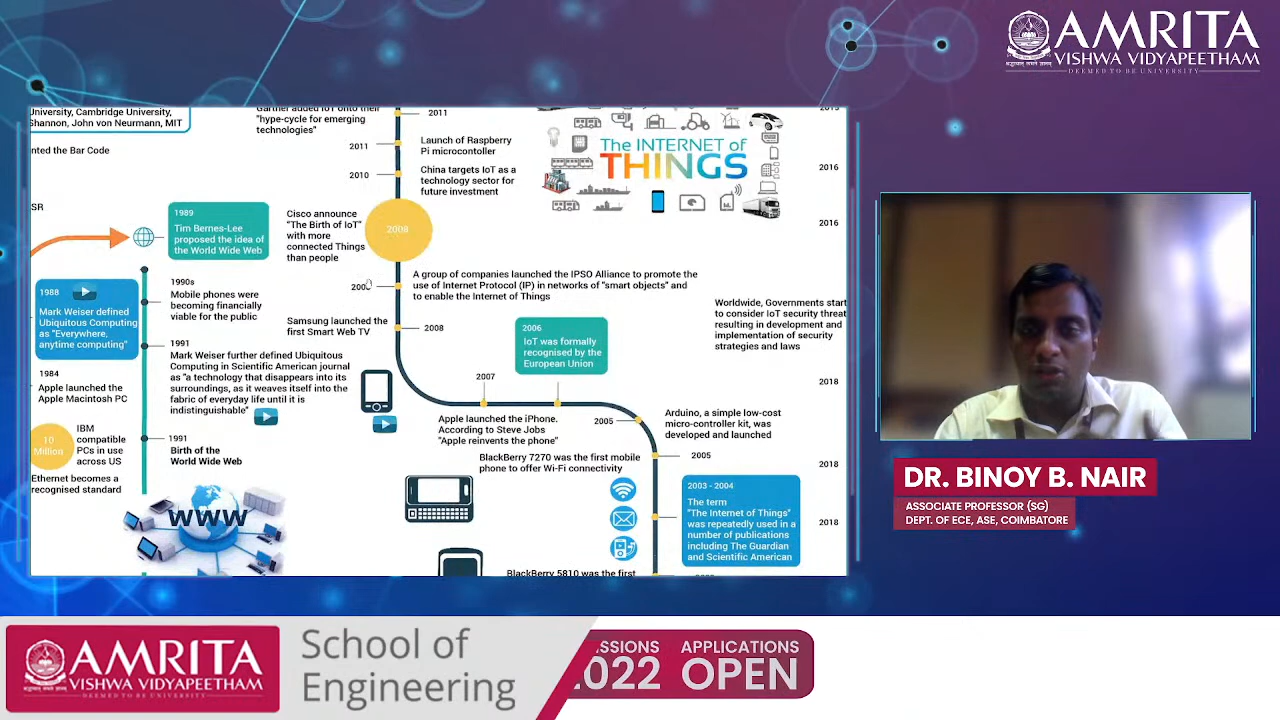 AMRITA
VISHWA VIDYAPEETHAM
DEEMED TO BE UNIVERSITY
University, Cambridge University,
Shannon, John von Neurmann, MIT
nted the Bar Code
SR
1989
Tim Bernes-Lee
proposed the idea of
the World Wide Web
1988
Mark Weiser defined
Ubiquitous Computing
as "Everywhere,
anytime computing"
1984
Apple launched the
Apple Macintosh PC
10
Million
IBM
compatible
PCs in use
across US
Ethernet becomes a
recognised standard
1990s
Mobile phones were
becoming financially
viable for the public
1991
Mark Weiser further defined Ubiquitous
Computing in Scientific American journal
as "a technology that disappears into its
surroundings, as it weaves itself into the
fabric of everyday life until it is
indistinguishable"
1991
Birth of the
World Wide Web
WWW
Gartner added IoT onto their
"hype-cycle for emerging
technologies"
2011
2011
Launch of Raspberry
Pi microcontoller
2010
China targets IoT as a
technology sector for
future investment
Cisco announce
"The Birth of IoT"
with more
connected Things
than people
2008
A group of companies launched the IPSO Alliance to promote the
use of Internet Protocol (IP) in networks of "smart objects" and
to enable the Internet of Things
Samsung launched the
first Smart Web TV
2008
2006
IoT was formally
recognised by the
European Union
2007
Apple launched the iPhone.
According to Steve Jobs
"Apple reinvents the phone"
2005
Arduino, a simple low-cost
micro-controller kit, was
developed and launched
BlackBerry 7270 was the first mobile
phone to offer Wi-Fi connectivity
2005
2003 - 2004
The term
"The Internet of Things"
was repeatedly used in a
number of publications
including The Guardian
and Scientific American
BlackBerry 5810 was the first
The INTERNET of
THINGS
2016
2016
Worldwide, Governments start
to consider IoT security threat
resulting in development and
implementation of security
strategies and laws
2018
2018
2018
DR. BINOY B. NAIR
ASSOCIATE PROFESSOR (SG)
DEPT. OF ECE, ASE, COIMBATORE
AMRITA
VISHWA VIDYAPEETHAM
DEEMED TO BE UNIVERSITY
School of
Engineering
SSIONS
2022
APPLICATIONS
OPEN